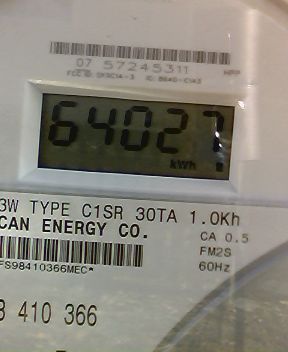 07 57245311
64027
kWh
3W TYPE C1SR 30TA 1.0Kh
CAN ENERGY CO.
CA 0.5
FM2S
60Hz
FS98410366MEC*
410 366